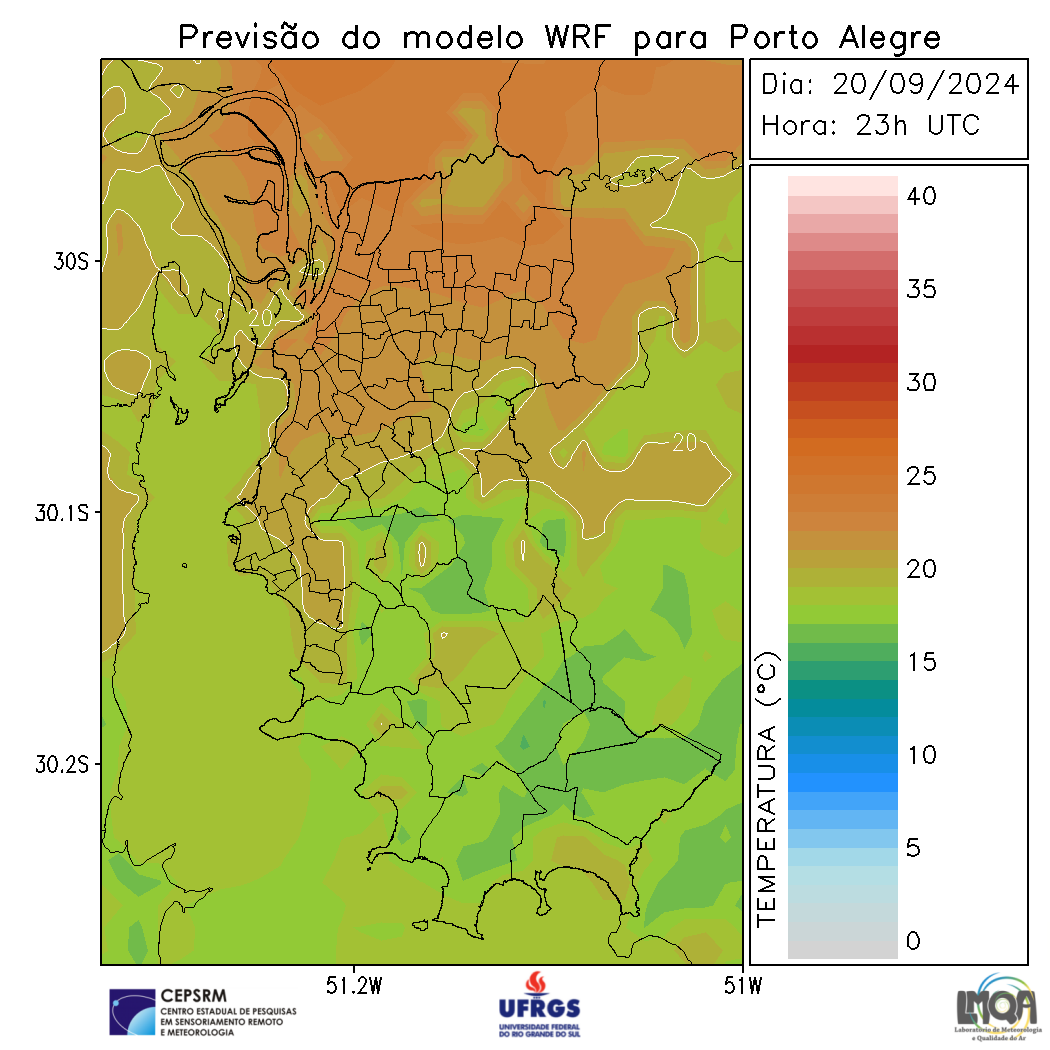 Previsão do modelo WRF para Porto Alegre
Dia: 20/09/2024
Hora: 23h UTC
40
35
30
25
20
15
10
5
0
TEMPERATURA (°C)
30S
30.1S
30.2S
51.2W
51W
20
20
CEPSRM
CENTRO ESTADUAL DE PESQUISAS
EM SENSORIAMENTO REMOTO
E METEOROLOGIA
UFRGS
UNIVERSIDADE FEDERAL
DO RIO GRANDE DO SUL
LMQA
Laboratório de Meteorologia
e Qualidade do Ar